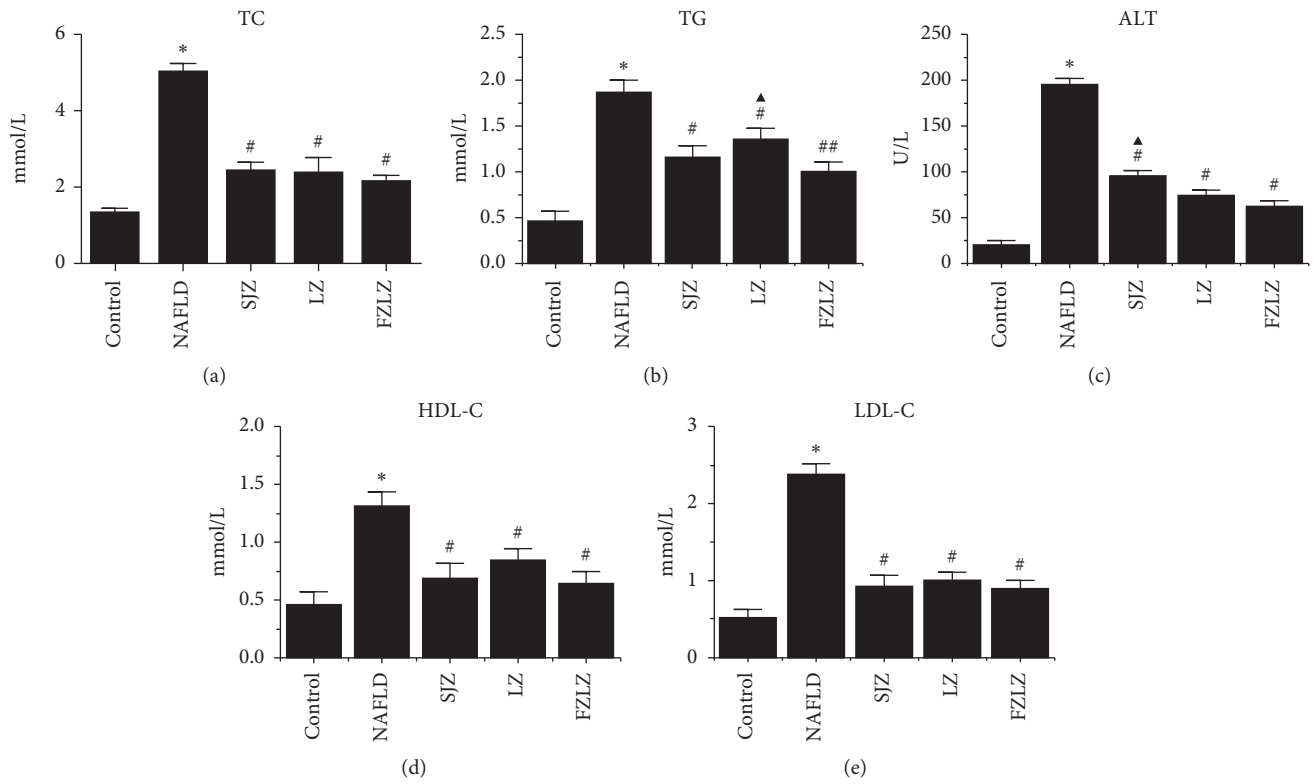 TC
6
4
2
0
mmol/L
*
#
#
#
Control
NAFLD
SJZ
LZ
FZLZ
(a)
TG
2.5
2.0
1.5
1.0
0.5
0.0
mmol/L
*
#
▲
#
##
Control
NAFLD
SJZ
LZ
FZLZ
(b)
ALT
250
200
150
100
50
0
U/L
*
▲
#
#
#
Control
NAFLD
SJZ
LZ
FZLZ
(c)
HDL-C
2.0
1.5
1.0
0.5
0.0
mmol/L
*
#
#
#
Control
NAFLD
SJZ
LZ
FZLZ
(d)
LDL-C
3
2
1
0
mmol/L
*
#
#
#
Control
NAFLD
SJZ
LZ
FZLZ
(e)